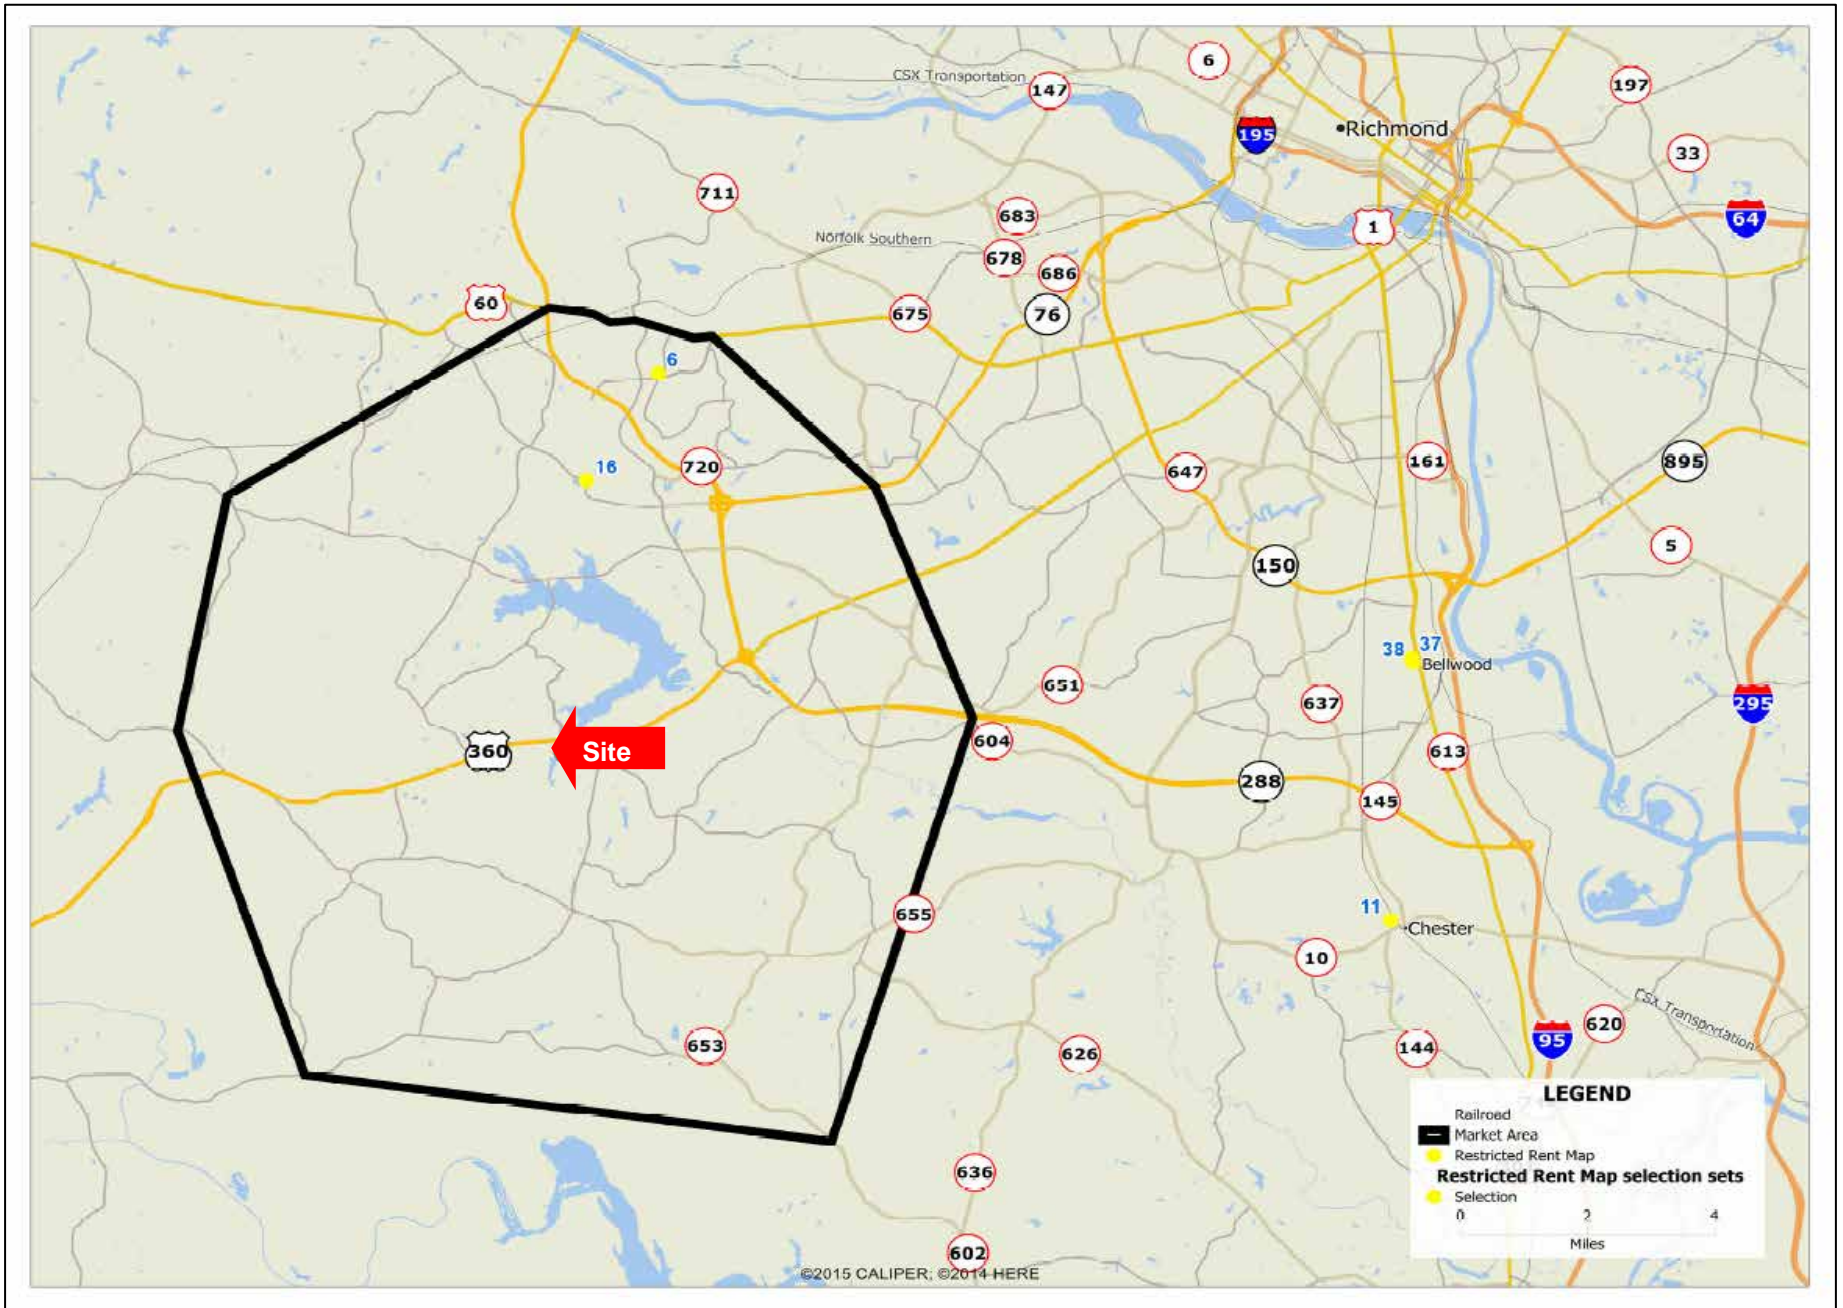 6
197
CSX Transportation
147
195
Richmond
33
711
683
64
1
Norfolk Southern
678
686
60
675
76
6
16
720
647
161
895
5
150
38
37
Bellwood
651
637
295
360
Site
604
613
288
145
655
11
Chester
10
CSX Transportation
620
653
626
144
95
LEGEND
Railroad
Market Area
Restricted Rent Map
Restricted Rent Map selection sets
Selection
0 2 4
Miles
636
602
©2015 CALIPER; ©2014 HERE